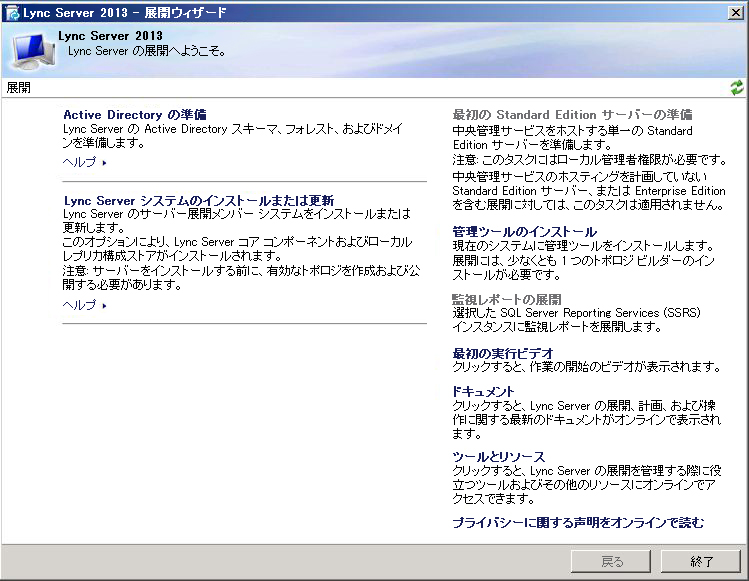 Lync Server 2013 - 展開ウィザード
Lync Server 2013
Lync Server の展開へようこそ。
展開
Active Directory の準備
Lync Server の Active Directory スキーマ、フォレスト、およびドメイ
ンを準備します。
ヘルプ
Lync Server システムのインストールまたは更新
Lync Server のサーバー展開メンバー システムをインストールまたは
更新します。
このオプションにより、Lync Server コア コンポーネントおよびローカル
レプリカ構成ストアがインストールされます。
注意: サーバーをインストールする前に、有効なトポロジを作成および公
開する必要があります。
ヘルプ
最初の Standard Edition サーバーの準備
中央管理サービスをホストする単一の Standard
Edition サーバーを準備します。
注意: このタスクにはローカル管理者権限が必要です。
中央管理サービスのホスティングを計画していない
Standard Edition サーバー、または Enterprise Edition
を含む展開に対しては、このタスクは適用されません。
管理ツールのインストール
現在のシステムに管理ツールをインストールします。
展開には、少なくとも 1 つのトポロジ ビルダーのイン
ストールが必要です。
監視レポートの展開
選択した SQL Server Reporting Services (SSRS)
インスタンスに監視レポートを展開します。
最初の実行ビデオ
クリックすると、作業の開始のビデオが表示されます。
ドキュメント
クリックすると、Lync Server の展開、計画、および操
作に関する最新のドキュメントがオンラインで表示され
ます。
ツールとリソース
クリックすると、Lync Server の展開を管理する際に役
立つツールおよびその他のリソースにオンラインでア
クセスできます。
プライバシーに関する声明をオンラインで読む
戻る
終了